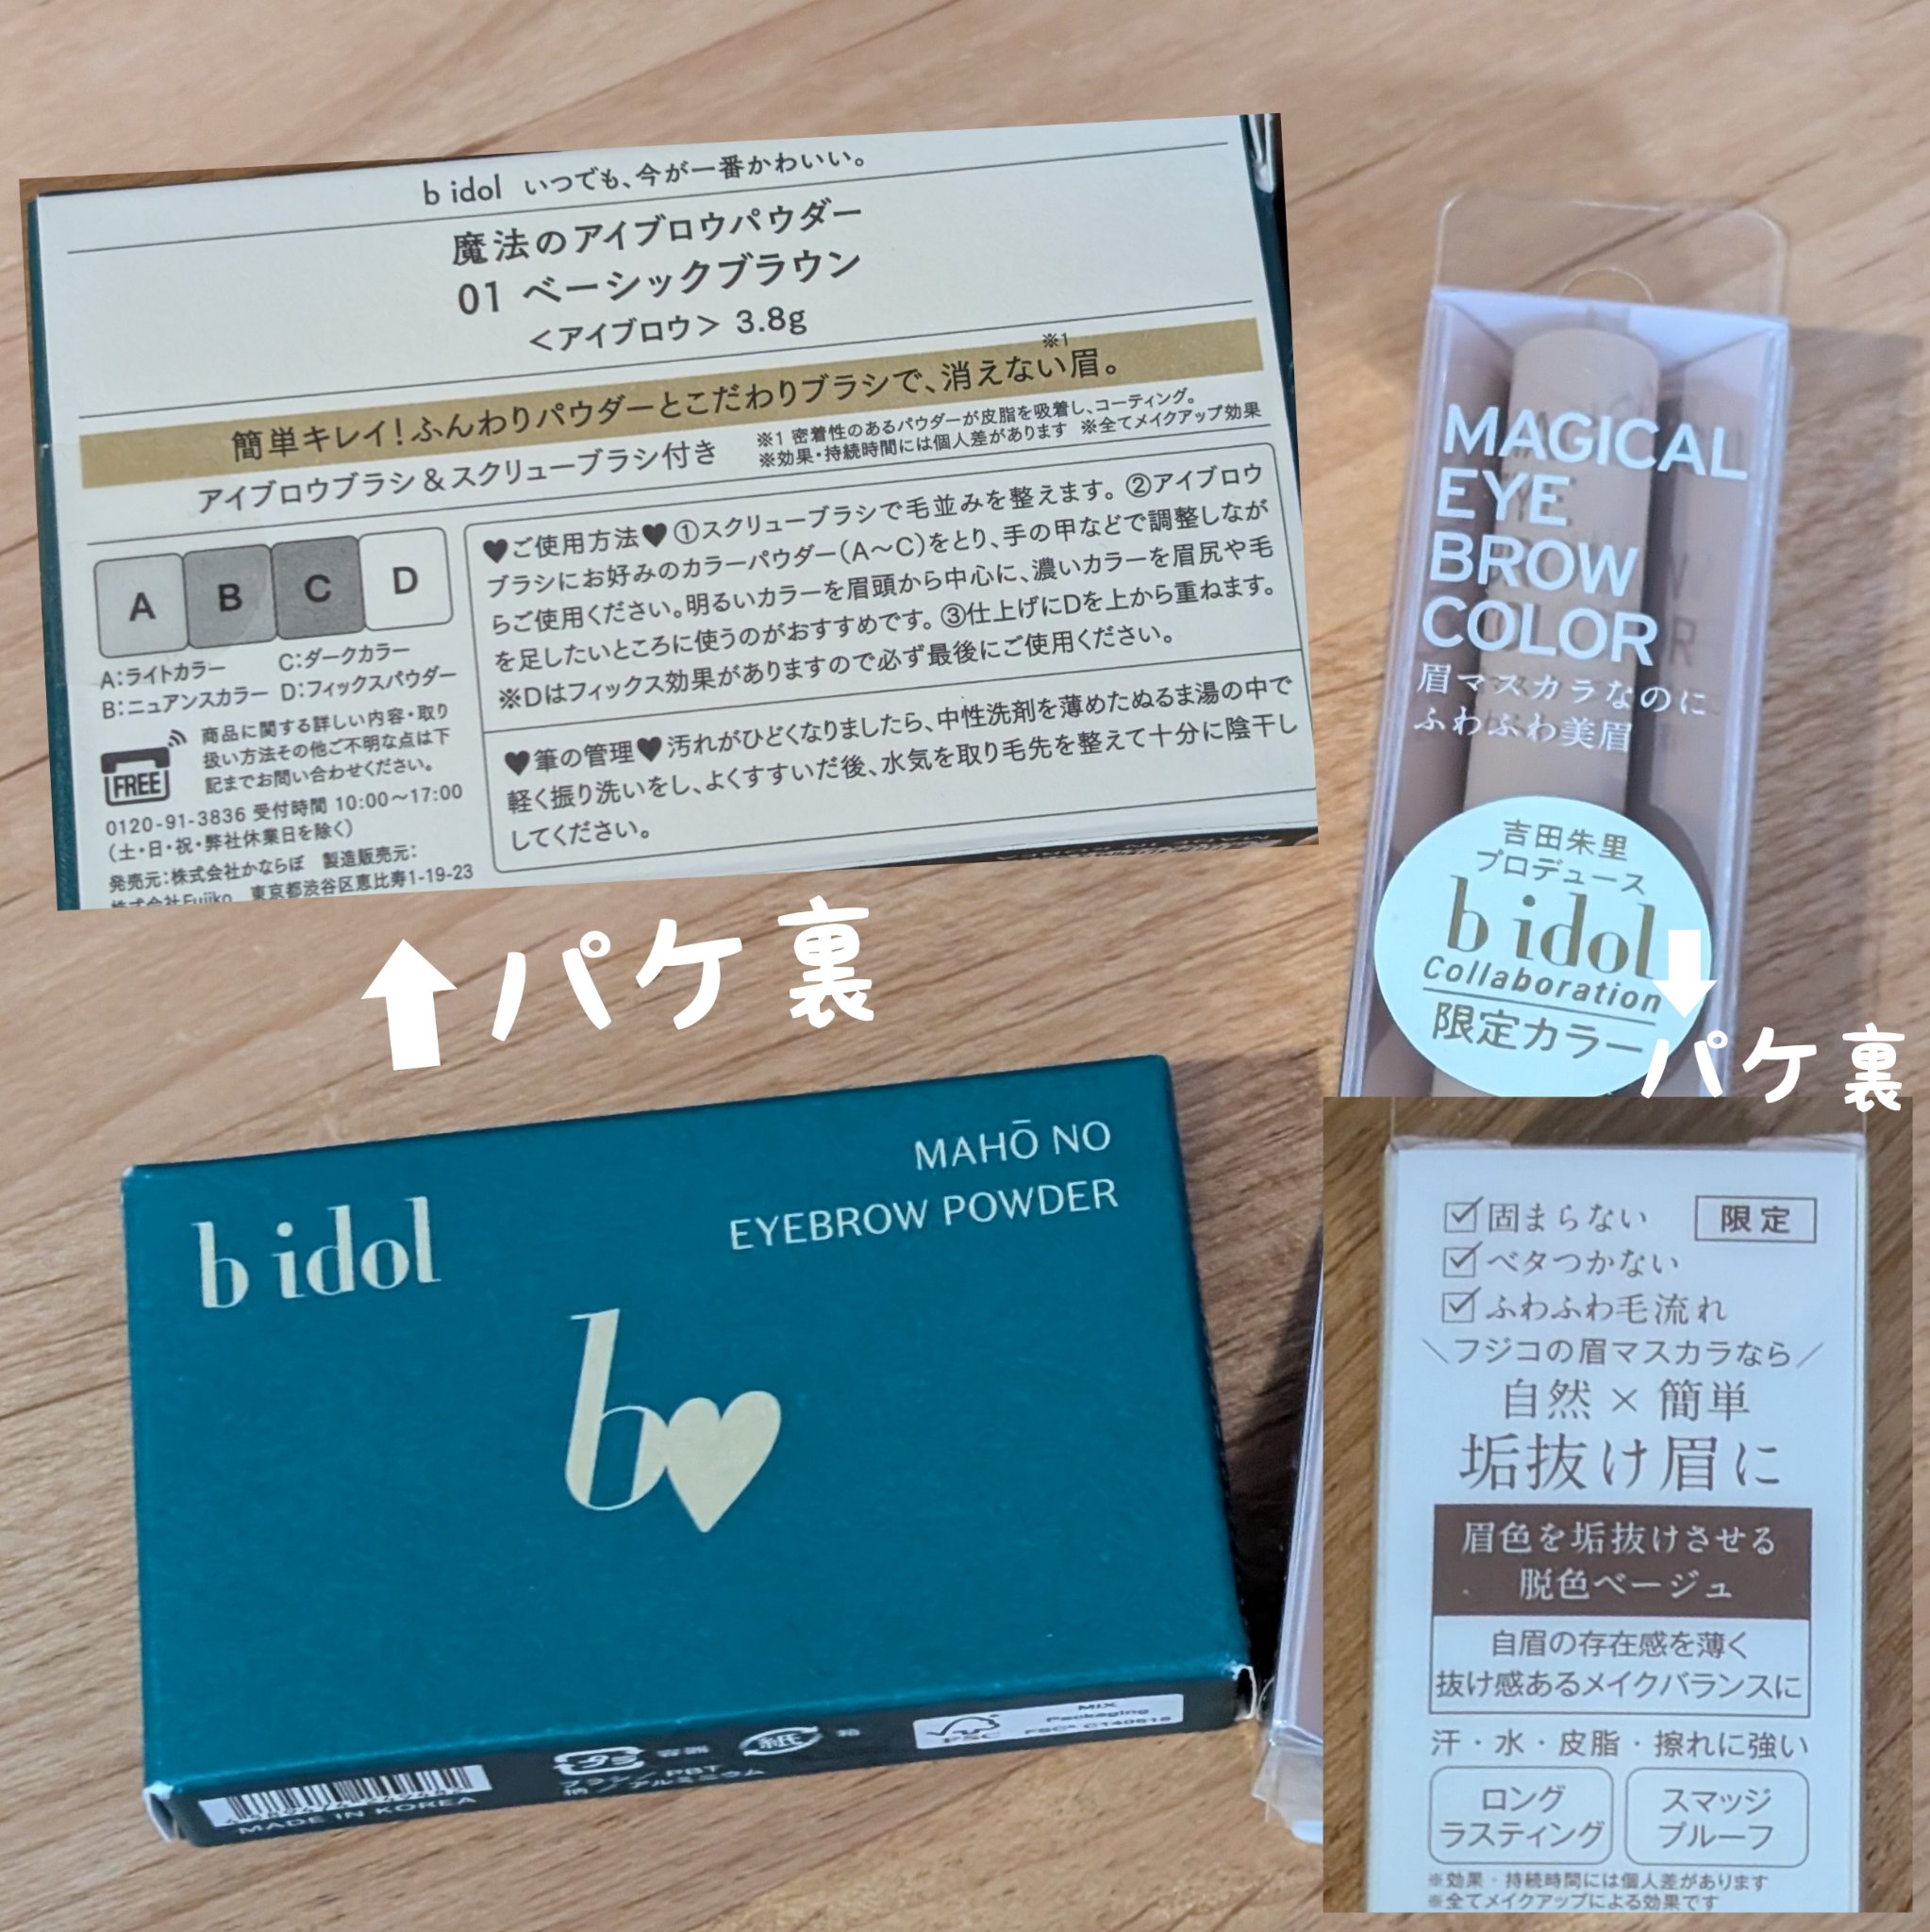 b idol いつでも、今が一番かわいい。
魔法のアイブロウパウダー
01 ベーシックブラウン
＜アイブロウ＞ 3.8g
簡単キレイ！ふんわりパウダーとこだわりブラシで、消えない眉。※1
アイブロウブラシ＆スクリューブラシ付き
※1 密着性のあるパウダーが皮脂を吸着し、コーティング。
※効果・持続時間には個人差があります ※全てメイクアップ効果
A B C D
A：ライトカラー C：ダークカラー
B：ニュアンスカラー D：フィックスパウダー
FREE
商品に関する詳しい内容・取り
扱い方法その他ご不明な点は下
記までお問い合わせください。
0120-91-3836 受付時間 10:00〜17:00
（土・日・祝・弊社休業日を除く）
発売元：株式会社かならぼ 製造販売元：
株式会社Fujiko 東京都渋谷区恵比寿1-19-23
♥ご使用方法♥①スクリューブラシで毛並みを整えます。②アイブロウ
ブラシにお好みのカラーパウダー（A〜C）をとり、手の甲などで調整しなが
らご使用ください。明るいカラーを眉頭から中心に、濃いカラーを眉尻や毛
を足したいところに使うのがおすすめです。③仕上げにDを上から重ねます。
※Dはフィックス効果がありますので必ず最後にご使用ください。
♥筆の管理♥汚れがひどくなりましたら、中性洗剤を薄めたぬるま湯の中で
軽く振り洗いをし、よくすすいだ後、水気を取り毛先を整えて十分に陰干し
してください。
⬆パケ裏
b idol
MAHŌ NO
EYEBROW POWDER
b♥
MADE IN KOREA
プラ 容器
ブラシ／PBT
柄／アルミニウム
紙 箱
FSC
MIX
Packaging
FSC® C140615
MAGICAL
EYE
BROW
COLOR
眉マスカラなのに
ふわふわ美眉
吉田朱里
プロデュース
b idol
Collaboration
限定カラー
⬇パケ裏
☑固まらない 限定
☑ベタつかない
☑ふわふわ毛流れ
＼フジコの眉マスカラなら／
自然×簡単
垢抜け眉に
眉色を垢抜けさせる
脱色ベージュ
自眉の存在感を薄く
抜け感あるメイクバランスに
汗・水・皮脂・擦れに強い
ロング
ラスティング
スマッジ
プルーフ
※効果・持続時間には個人差があります
※全てメイクアップによる効果です